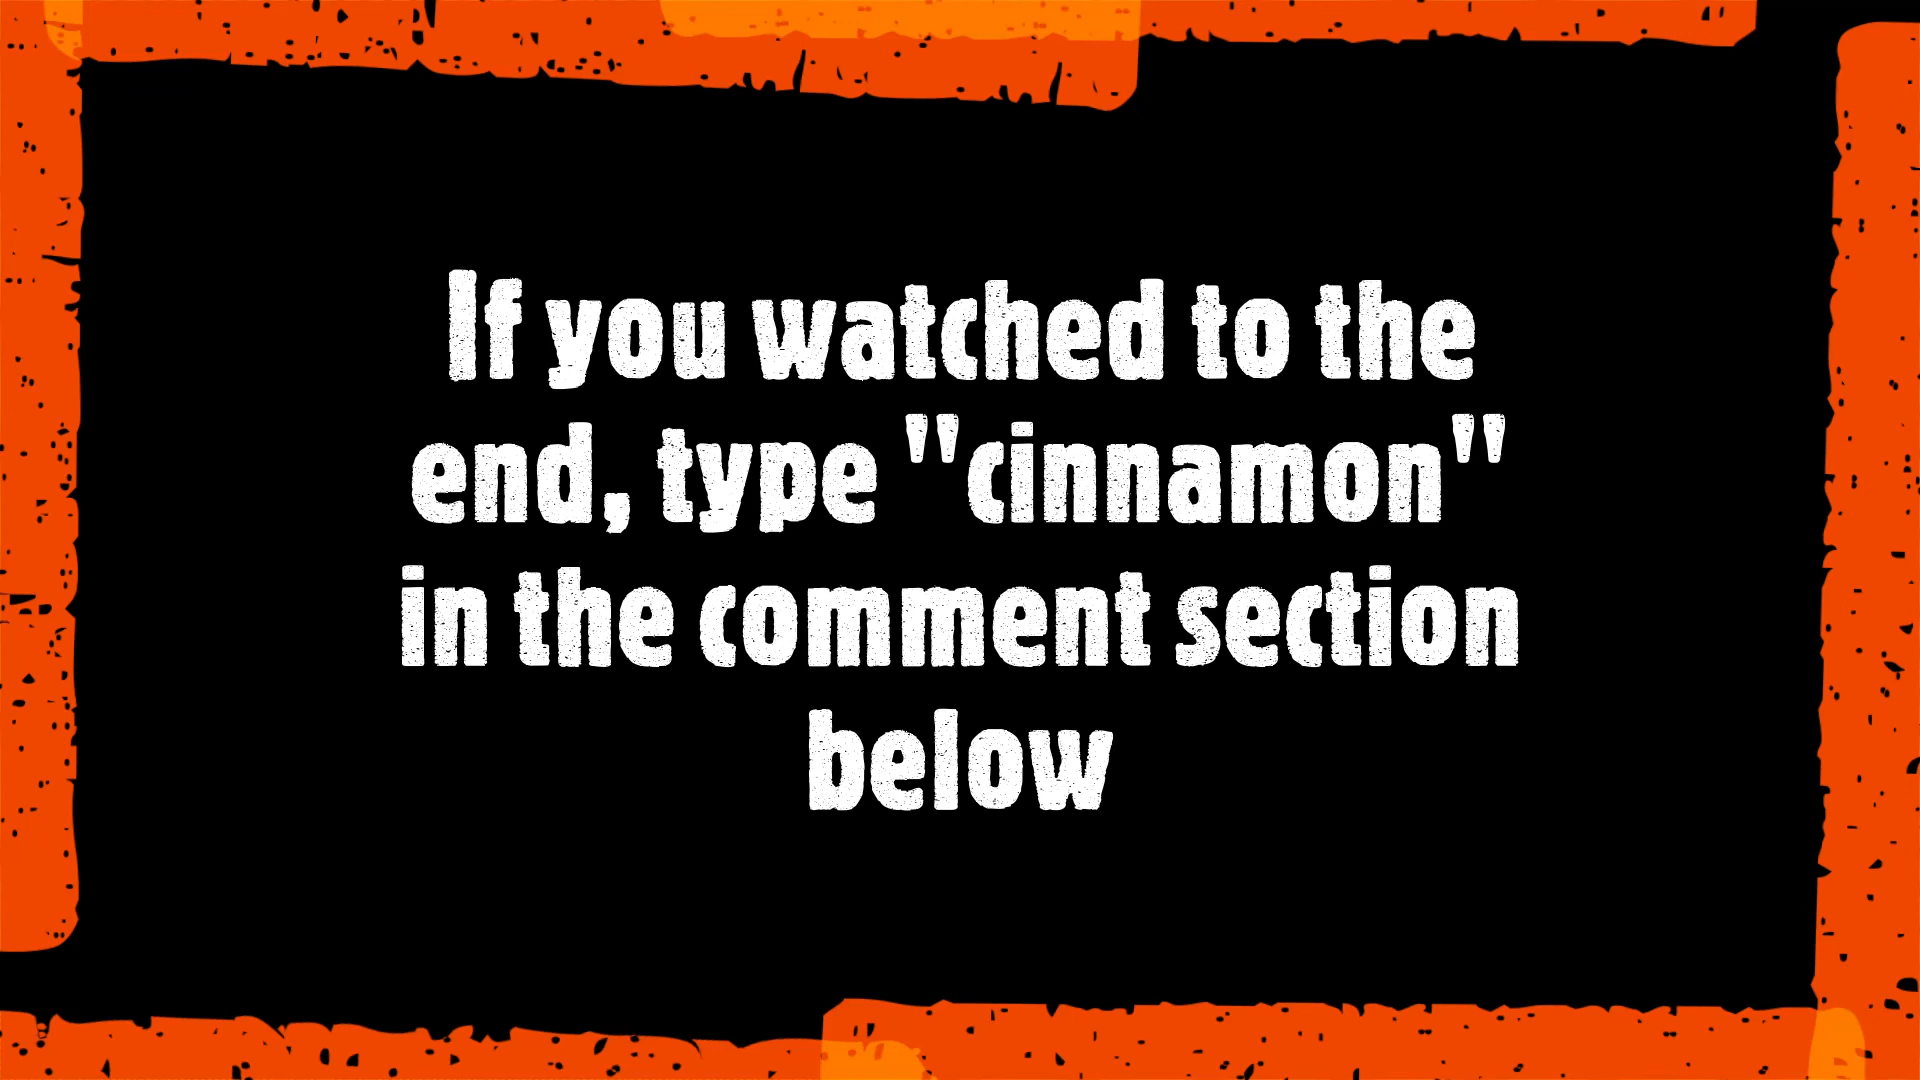 If you watched to the
end, type "cinnamon"
in the comment section
below